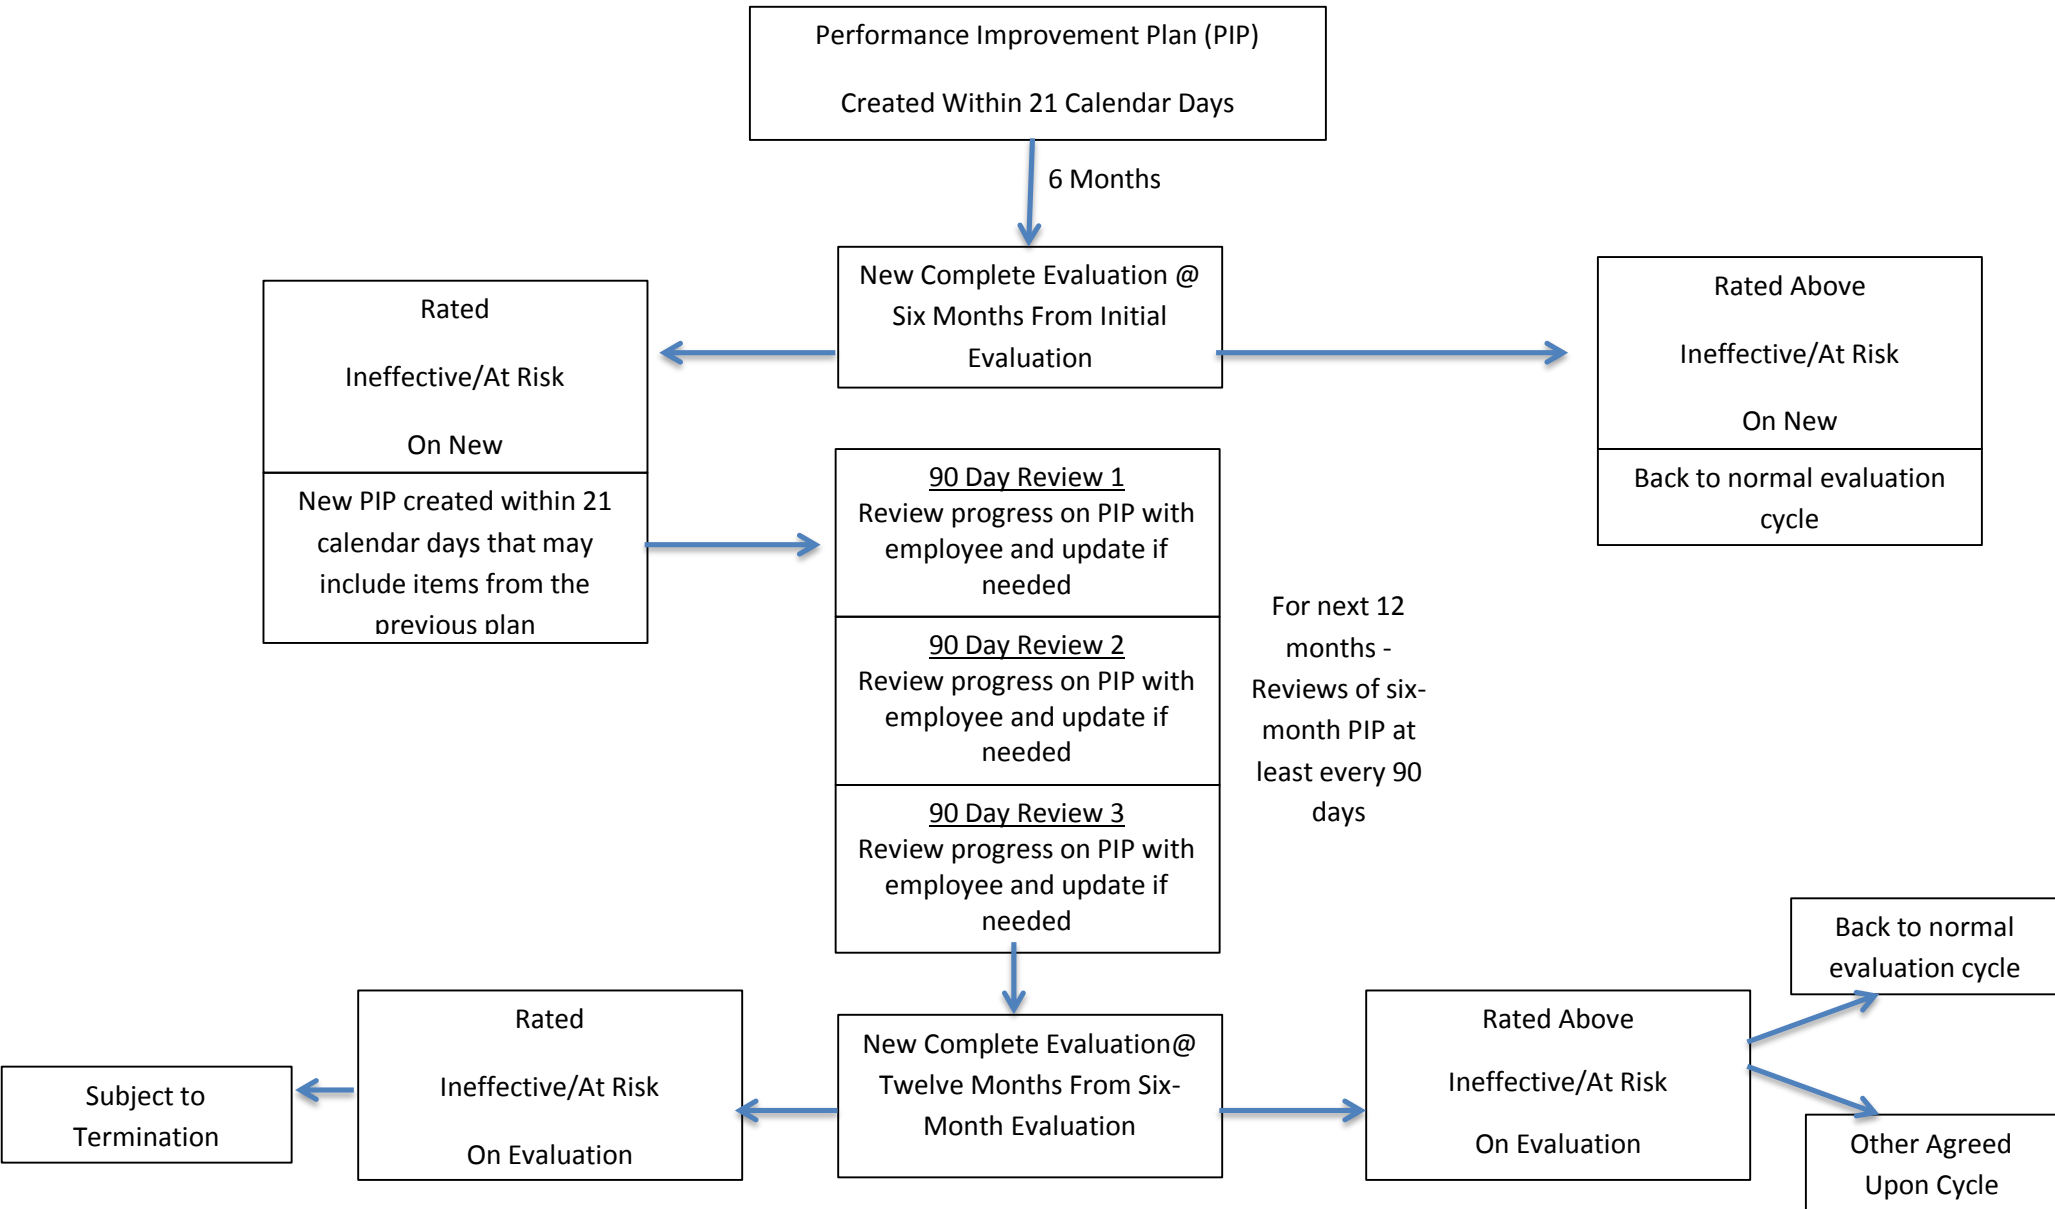 Performance Improvement Plan (PIP)
Created Within 21 Calendar Days
6 Months
New Complete Evaluation @
Six Months From Initial
Evaluation
Rated
Ineffective/At Risk
On New
New PIP created within 21
calendar days that may
include items from the
previous plan
Rated Above
Ineffective/At Risk
On New
Back to normal evaluation
cycle
90 Day Review 1
Review progress on PIP with
employee and update if
needed
90 Day Review 2
Review progress on PIP with
employee and update if
needed
90 Day Review 3
Review progress on PIP with
employee and update if
needed
For next 12
months -
Reviews of six-
month PIP at
least every 90
days
New Complete Evaluation@
Twelve Months From Six-
Month Evaluation
Rated
Ineffective/At Risk
On Evaluation
Subject to
Termination
Rated Above
Ineffective/At Risk
On Evaluation
Back to normal
evaluation cycle
Other Agreed
Upon Cycle